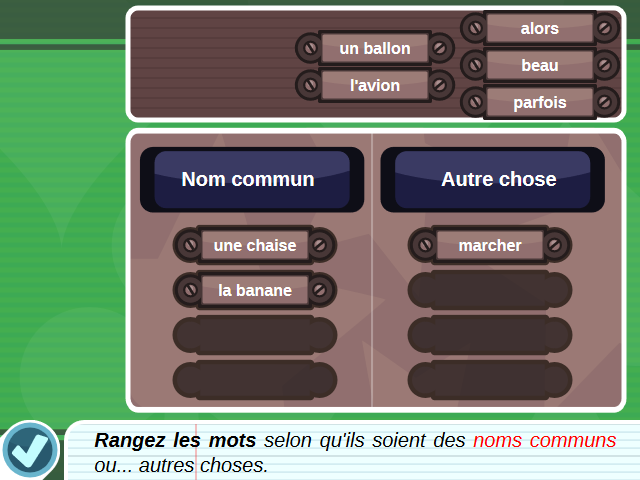 alors
un ballon
beau
l'avion
parfois
Nom commun
Autre chose
une chaise
marcher
la banane
Rangez les mots selon qu'ils soient des noms communs
ou... autres choses.